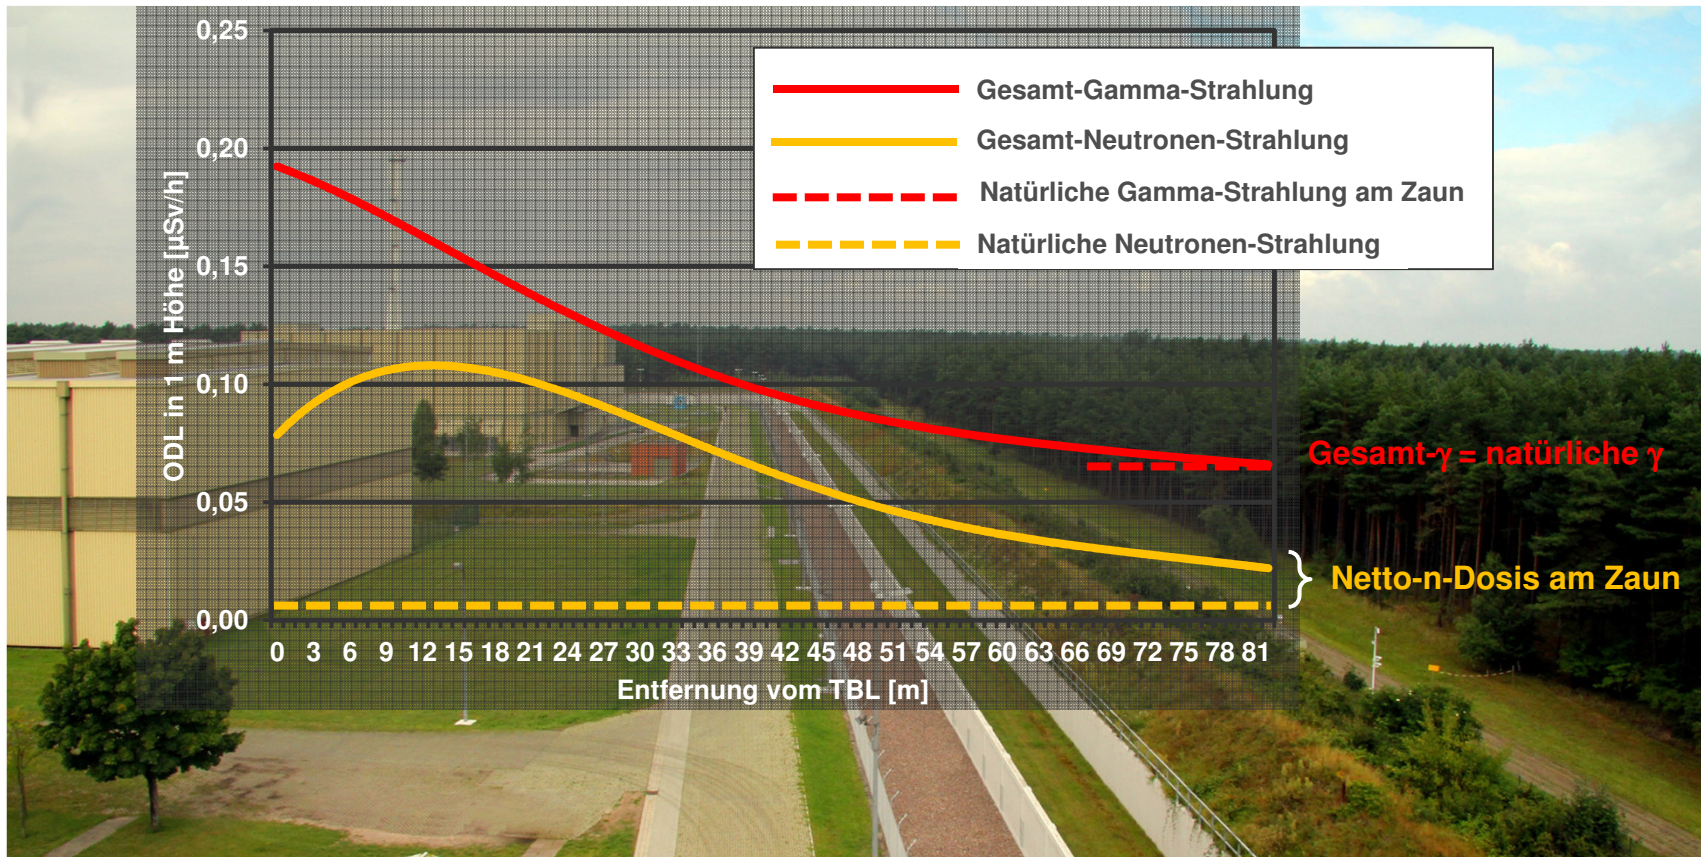 0,25
0,20
0,15
0,10
0,05
0,00
ODL in 1 m Höhe [µSv/h]
Gesamt-Gamma-Strahlung
Gesamt-Neutronen-Strahlung
Natürliche Gamma-Strahlung am Zaun
Natürliche Neutronen-Strahlung
Gesamt-γ = natürliche γ
Netto-n-Dosis am Zaun
0 3 6 9 12 15 18 21 24 27 30 33 36 39 42 45 48 51 54 57 60 63 66 69 72 75 78 81
Entfernung vom TBL [m]